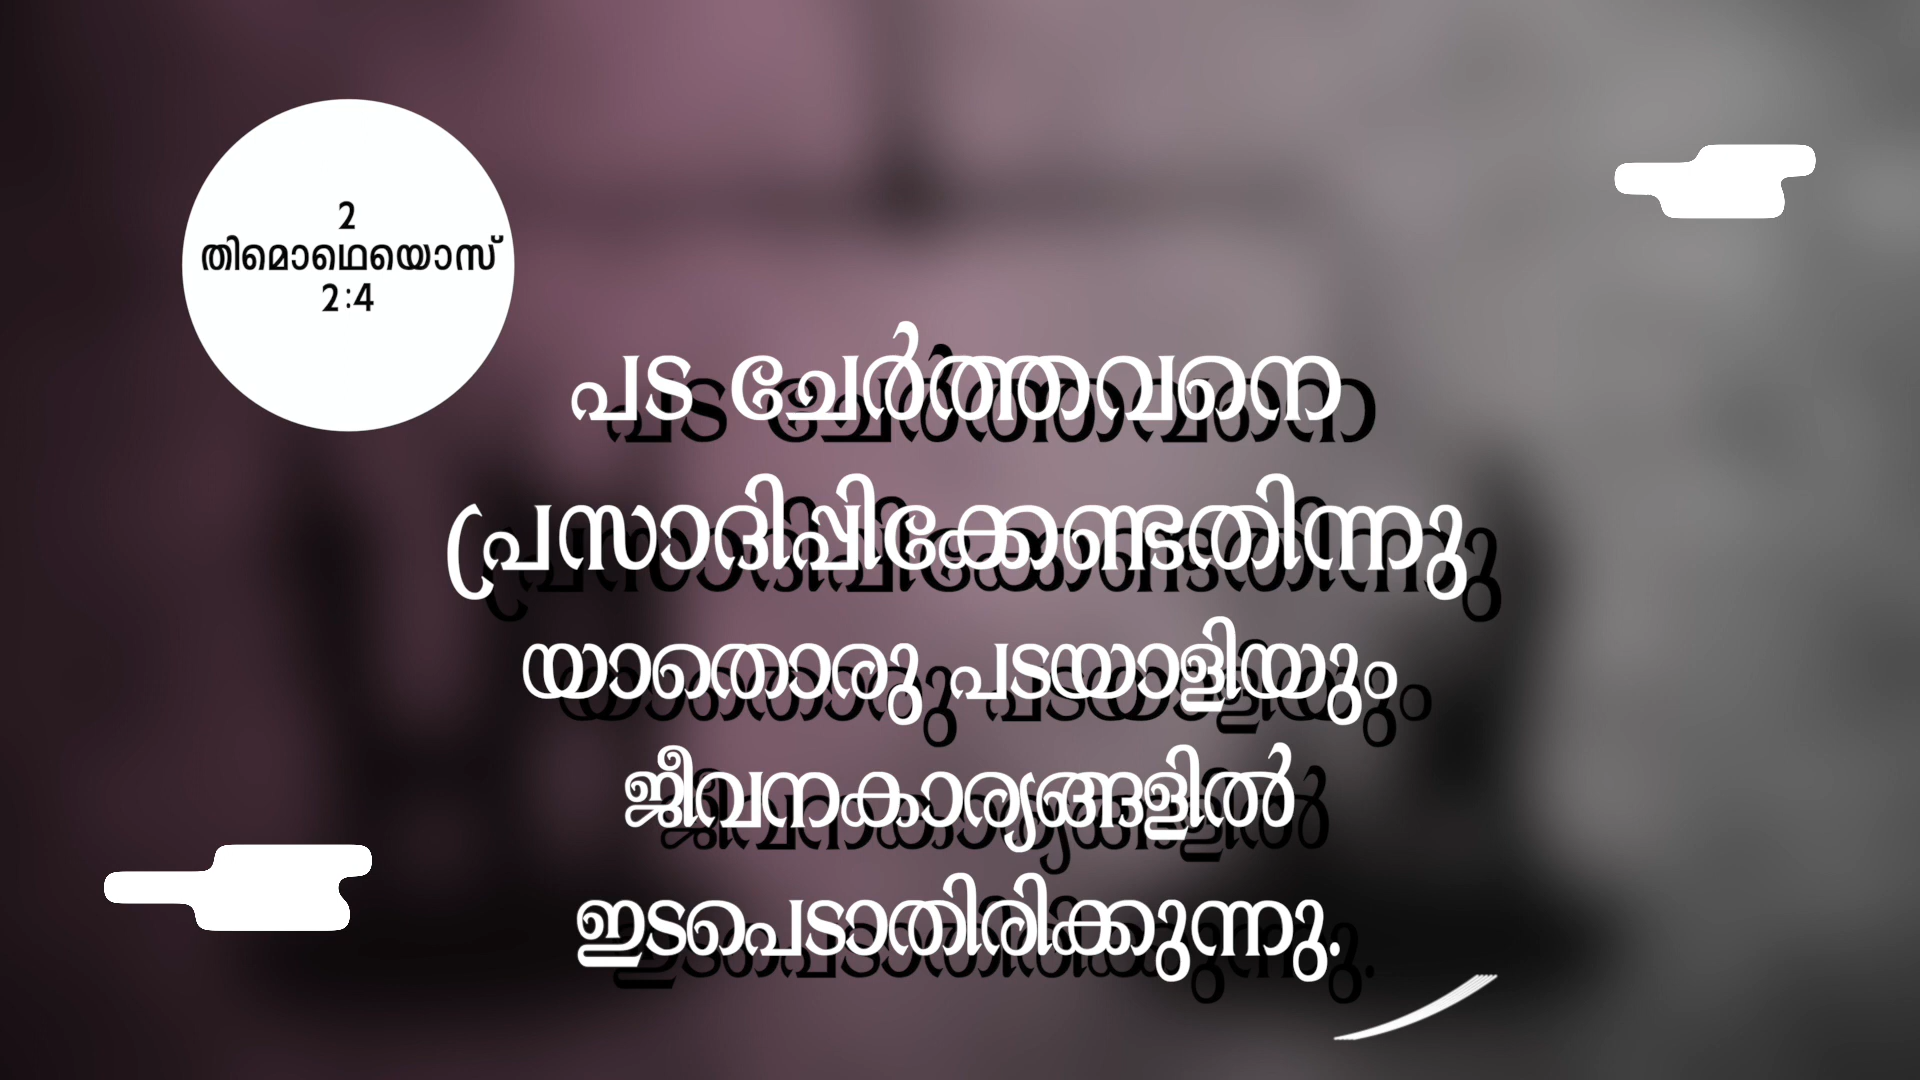 2
തിമൊഥെയൊസ്
2:4
പട ചേർത്തവനെ
പ്രസാദിപ്പിക്കേണ്ടതിന്നു
യാതൊരു പടയാളിയും
ജീവനകാര്യങ്ങളിൽ
ഇടപെടാതിരിക്കുന്നു.